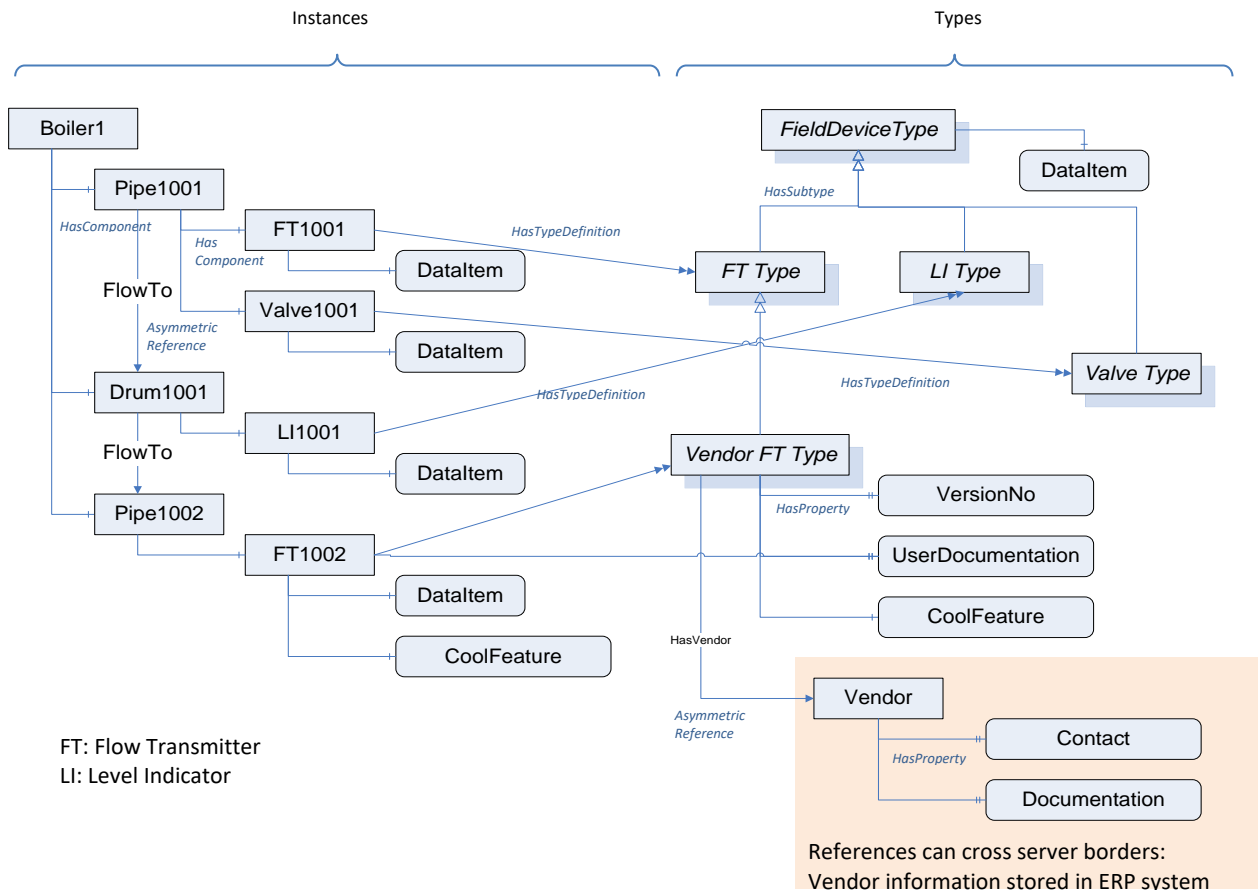 Instances
Types
Boiler1
FieldDeviceType
DataItem
Pipe1001
HasSubtype
HasComponent
FT1001
Has
Component
HasTypeDefinition
DataItem
FT Type
LI Type
FlowTo
Valve1001
Asymmetric
Reference
DataItem
Valve Type
HasTypeDefinition
Drum1001
HasTypeDefinition
LI1001
FlowTo
Vendor FT Type
DataItem
VersionNo
HasProperty
Pipe1002
FT1002
UserDocumentation
DataItem
CoolFeature
HasVendor
CoolFeature
Vendor
Asymmetric
Reference
Contact
HasProperty
Documentation
FT: Flow Transmitter
LI: Level Indicator
References can cross server borders:
Vendor information stored in ERP system